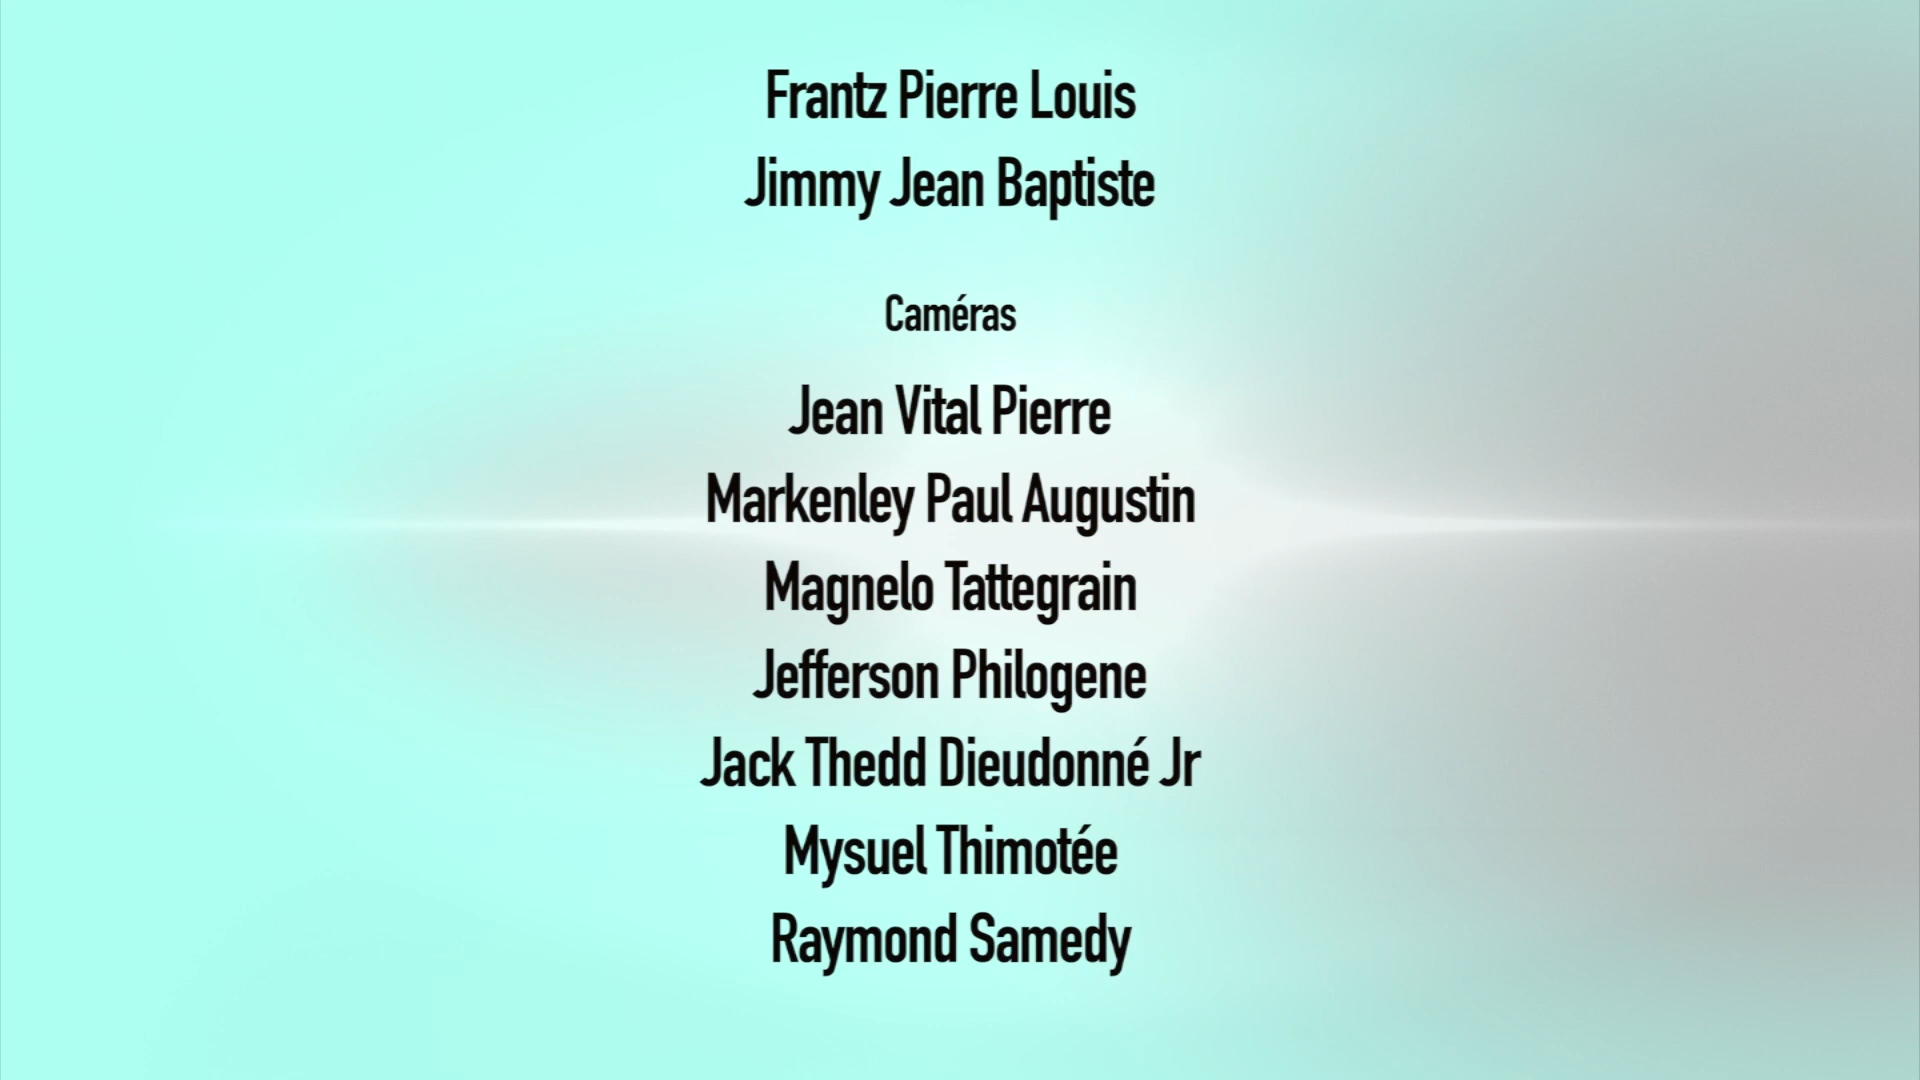 Frantz Pierre Louis
Jimmy Jean Baptiste
Caméras
Jean Vital Pierre
Markenley Paul Augustin
Magnelo Tattegrain
Jefferson Philogene
Jack Thedd Dieudonné Jr
Mysuel Thimotée
Raymond Samedy